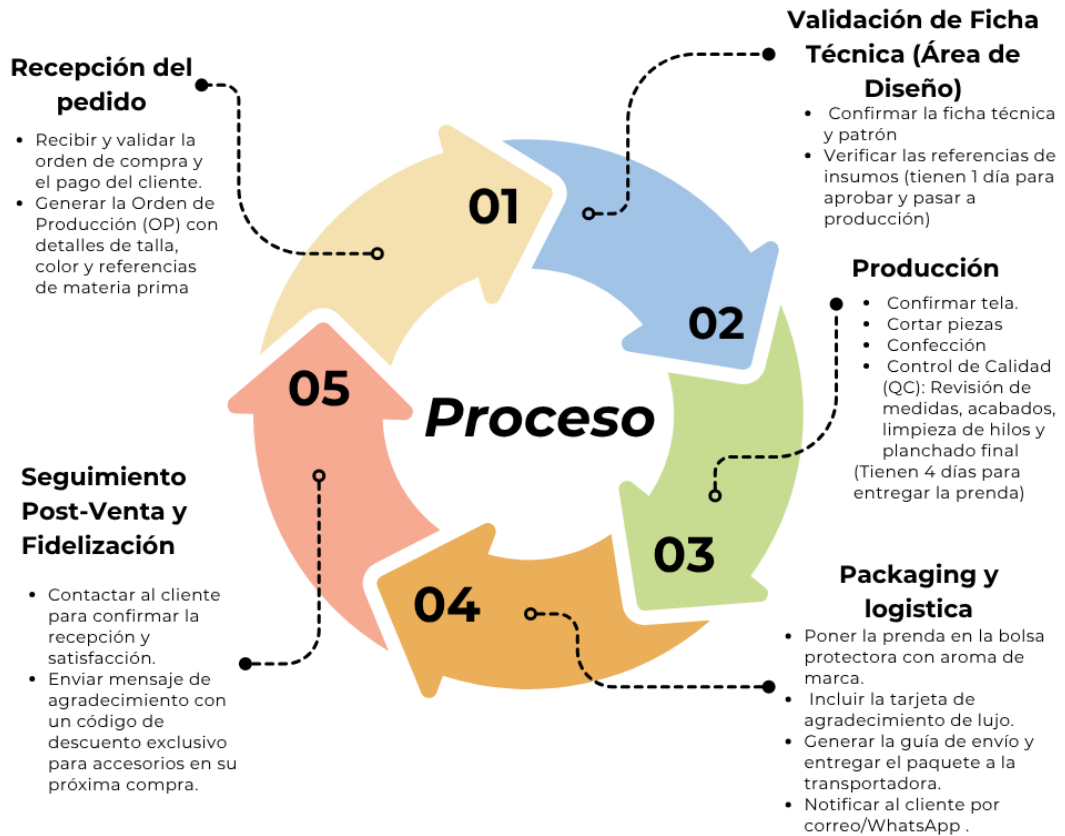 Recepción del
pedido
• Recibir y validar la
orden de compra y
el pago del cliente.
• Generar la Orden de
Producción (OP) con
detalles de talla,
color y referencias
de materia prima
01
Validación de Ficha
Técnica (Área de
Diseño)
• Confirmar la ficha técnica
y patrón
• Verificar las referencias de
insumos (tienen 1 día para
aprobar y pasar a
producción)
02
Producción
• Confirmar tela.
• Cortar piezas
• Confección
• Control de Calidad
(QC): Revisión de
medidas, acabados,
limpieza de hilos y
planchado final
(Tienen 4 días para
entregar la prenda)
03
Proceso
Packaging y
logistica
• Poner la prenda en la bolsa
protectora con aroma de
marca.
• Incluir la tarjeta de
agradecimiento de lujo.
• Generar la guía de envío y
entregar el paquete a la
transportadora.
• Notificar al cliente por
correo/WhatsApp .
04
Seguimiento
Post-Venta y
Fidelización
• Contactar al cliente
para confirmar la
recepción y
satisfacción.
• Enviar mensaje de
agradecimiento con
un código de
descuento exclusivo
para accesorios en su
próxima compra.
05